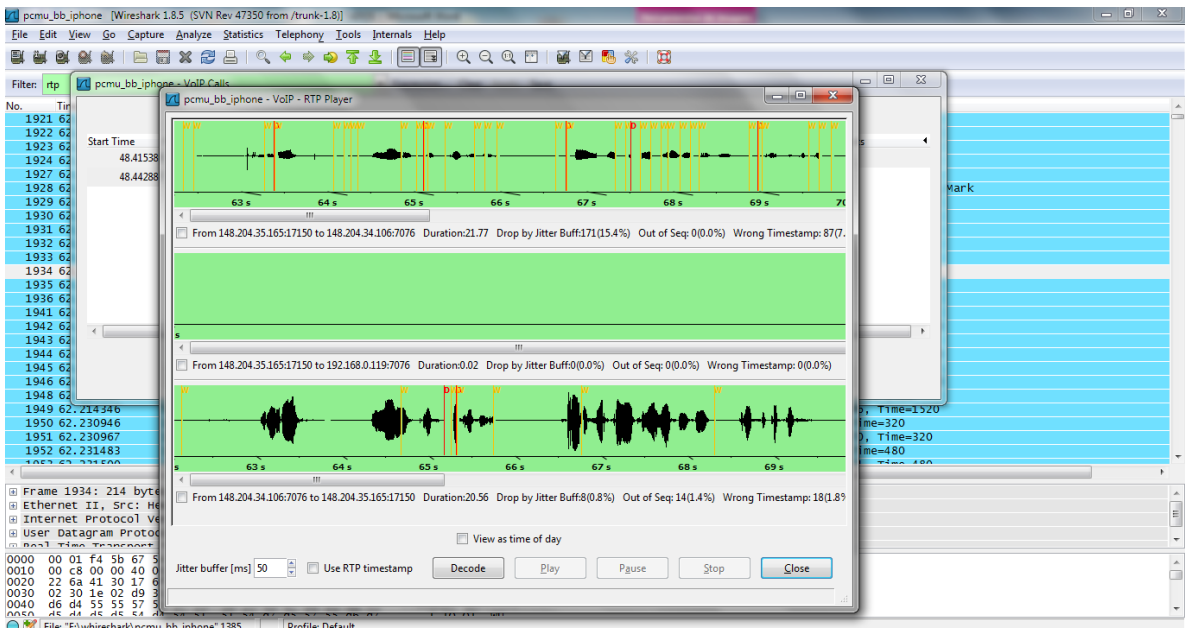 pcmu_bb_iphone [Wireshark 1.8.5 (SVN Rev 47350 from /trunk-1.8)]
File Edit View Go Capture Analyze Statistics Telephony Tools Internals Help
Filter: rtp
pcmu_bb_iphone - VoIP Calls
No.
1921 62
1922 62
1923 62
1924 62
1927 62
1928 62
1929 62
1930 62
1931 62
1932 62
1933 62
1934 62
1935 62
1936 62
1941 62
1942 62
1943 62
1944 62
1945 62
1946 62
1948 62
1949 62.214346
1950 62.230946
1951 62.230967
1952 62.231483
Start Time
48.41538
48.44288
Mark
5, Time=1520
ime=320
Time=320
ime=480
pcmu_bb_iphone - VoIP - RTP Player
63 s 64 s 65 s 66 s 67 s 68 s 69 s 70
From 148.204.35.165:17150 to 148.204.34.106:7076 Duration:21.77 Drop by Jitter Buff:171(15.4%) Out of Seq: 0(0.0%) Wrong Timestamp: 87(7.
s
From 148.204.35.165:17150 to 192.168.0.119:7076 Duration:0.02 Drop by Jitter Buff:0(0.0%) Out of Seq: 0(0.0%) Wrong Timestamp: 0(0.0%)
s 63 s 64 s 65 s 66 s 67 s 68 s 69 s
From 148.204.34.106:7076 to 148.204.35.165:17150 Duration:20.56 Drop by Jitter Buff:8(0.8%) Out of Seq: 14(1.4%) Wrong Timestamp: 18(1.8%
View as time of day
Jitter buffer [ms] 50 Use RTP timestamp Decode Play Pause Stop Close
Frame 1934: 214 byte
Ethernet II, Src: He
Internet Protocol Ve
User Datagram Protoc
0000 00 01 f4 5b 67 5
0010 00 c8 00 00 40 0
0020 22 6a 41 30 17 6
0030 02 30 1e 02 d9 3
0040 d6 d4 55 55 57 5
File: "E:\whireshark\pcmu_bb_iphone" 1385 Profile: Default